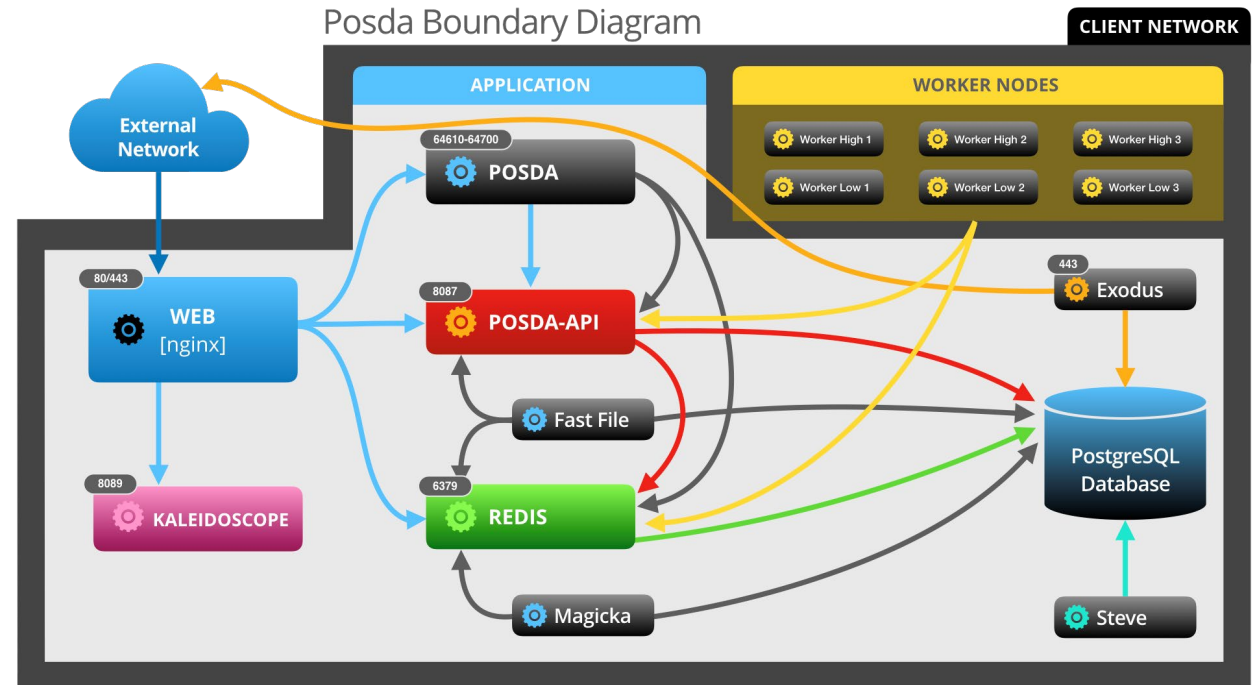 Posda Boundary Diagram
CLIENT NETWORK
APPLICATION
WORKER NODES
External
Network
64610-64700
POSDA
Worker High 1
Worker High 2
Worker High 3
Worker Low 1
Worker Low 2
Worker Low 3
80/443
WEB
[nginx]
8087
POSDA-API
443
Exodus
Fast File
PostgreSQL
Database
8089
KALEIDOSCOPE
6379
REDIS
Magicka
Steve